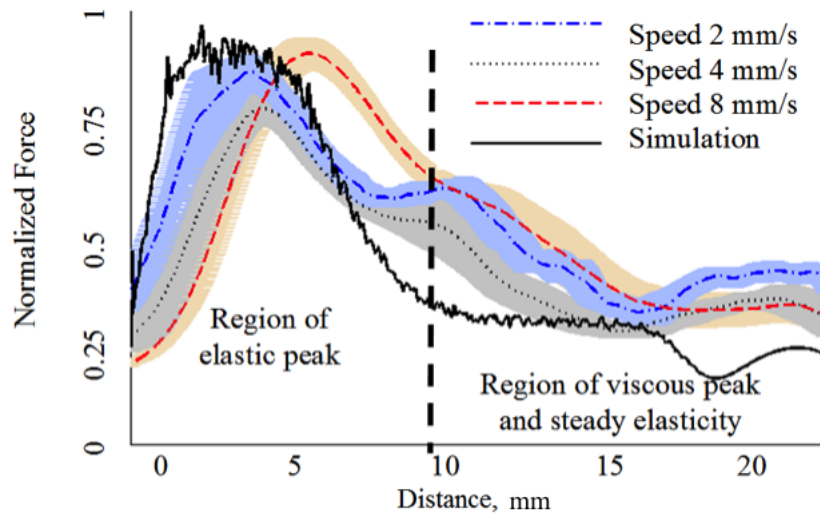 1
0.75
0.5
0.25
0
Normalized Force
Speed 2 mm/s
Speed 4 mm/s
Speed 8 mm/s
Simulation
Region of
elastic peak
Region of viscous peak
and steady elasticity
0 5 10 15 20
Distance, mm